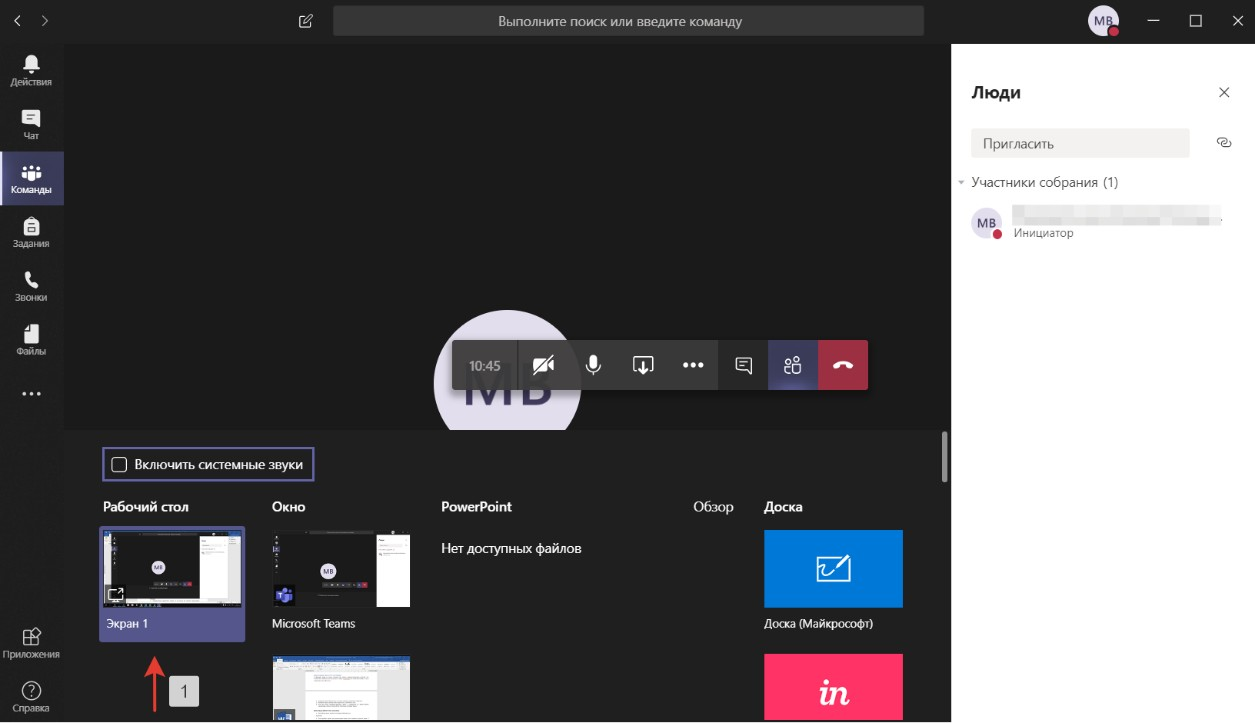 Выполните поиск или введите команду
MB
Действия
Чат
Команды
Задания
Звонки
Файлы
Приложения
Справка
MB
10:45
Включить системные звуки
Рабочий стол
Окно
PowerPoint
Обзор
Доска
Нет доступных файлов
MB
MB
Экран 1
Microsoft Teams
Доска (Майкрософт)
in
1
Люди
Пригласить
Участники собрания (1)
MB
Инициатор